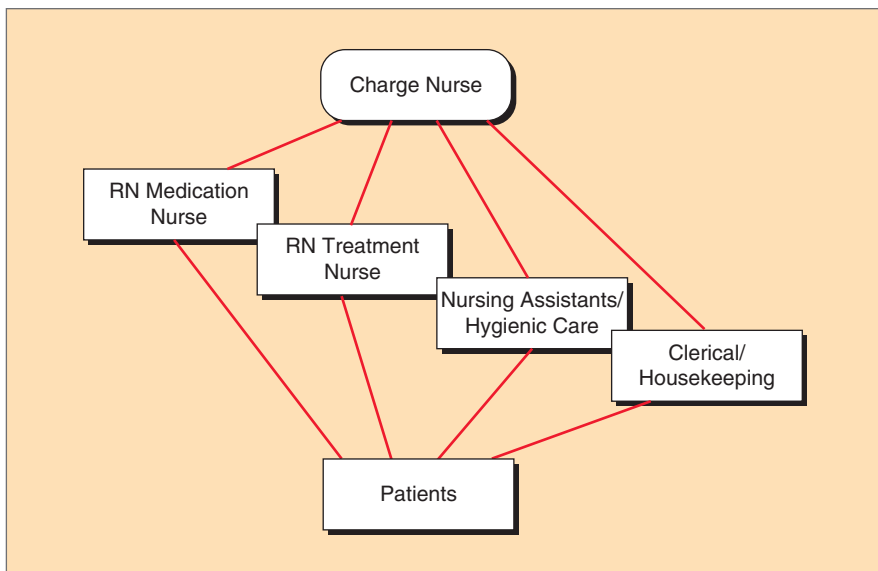 Charge Nurse
RN Medication
Nurse
RN Treatment
Nurse
Nursing Assistants/
Hygienic Care
Clerical/
Housekeeping
Patients